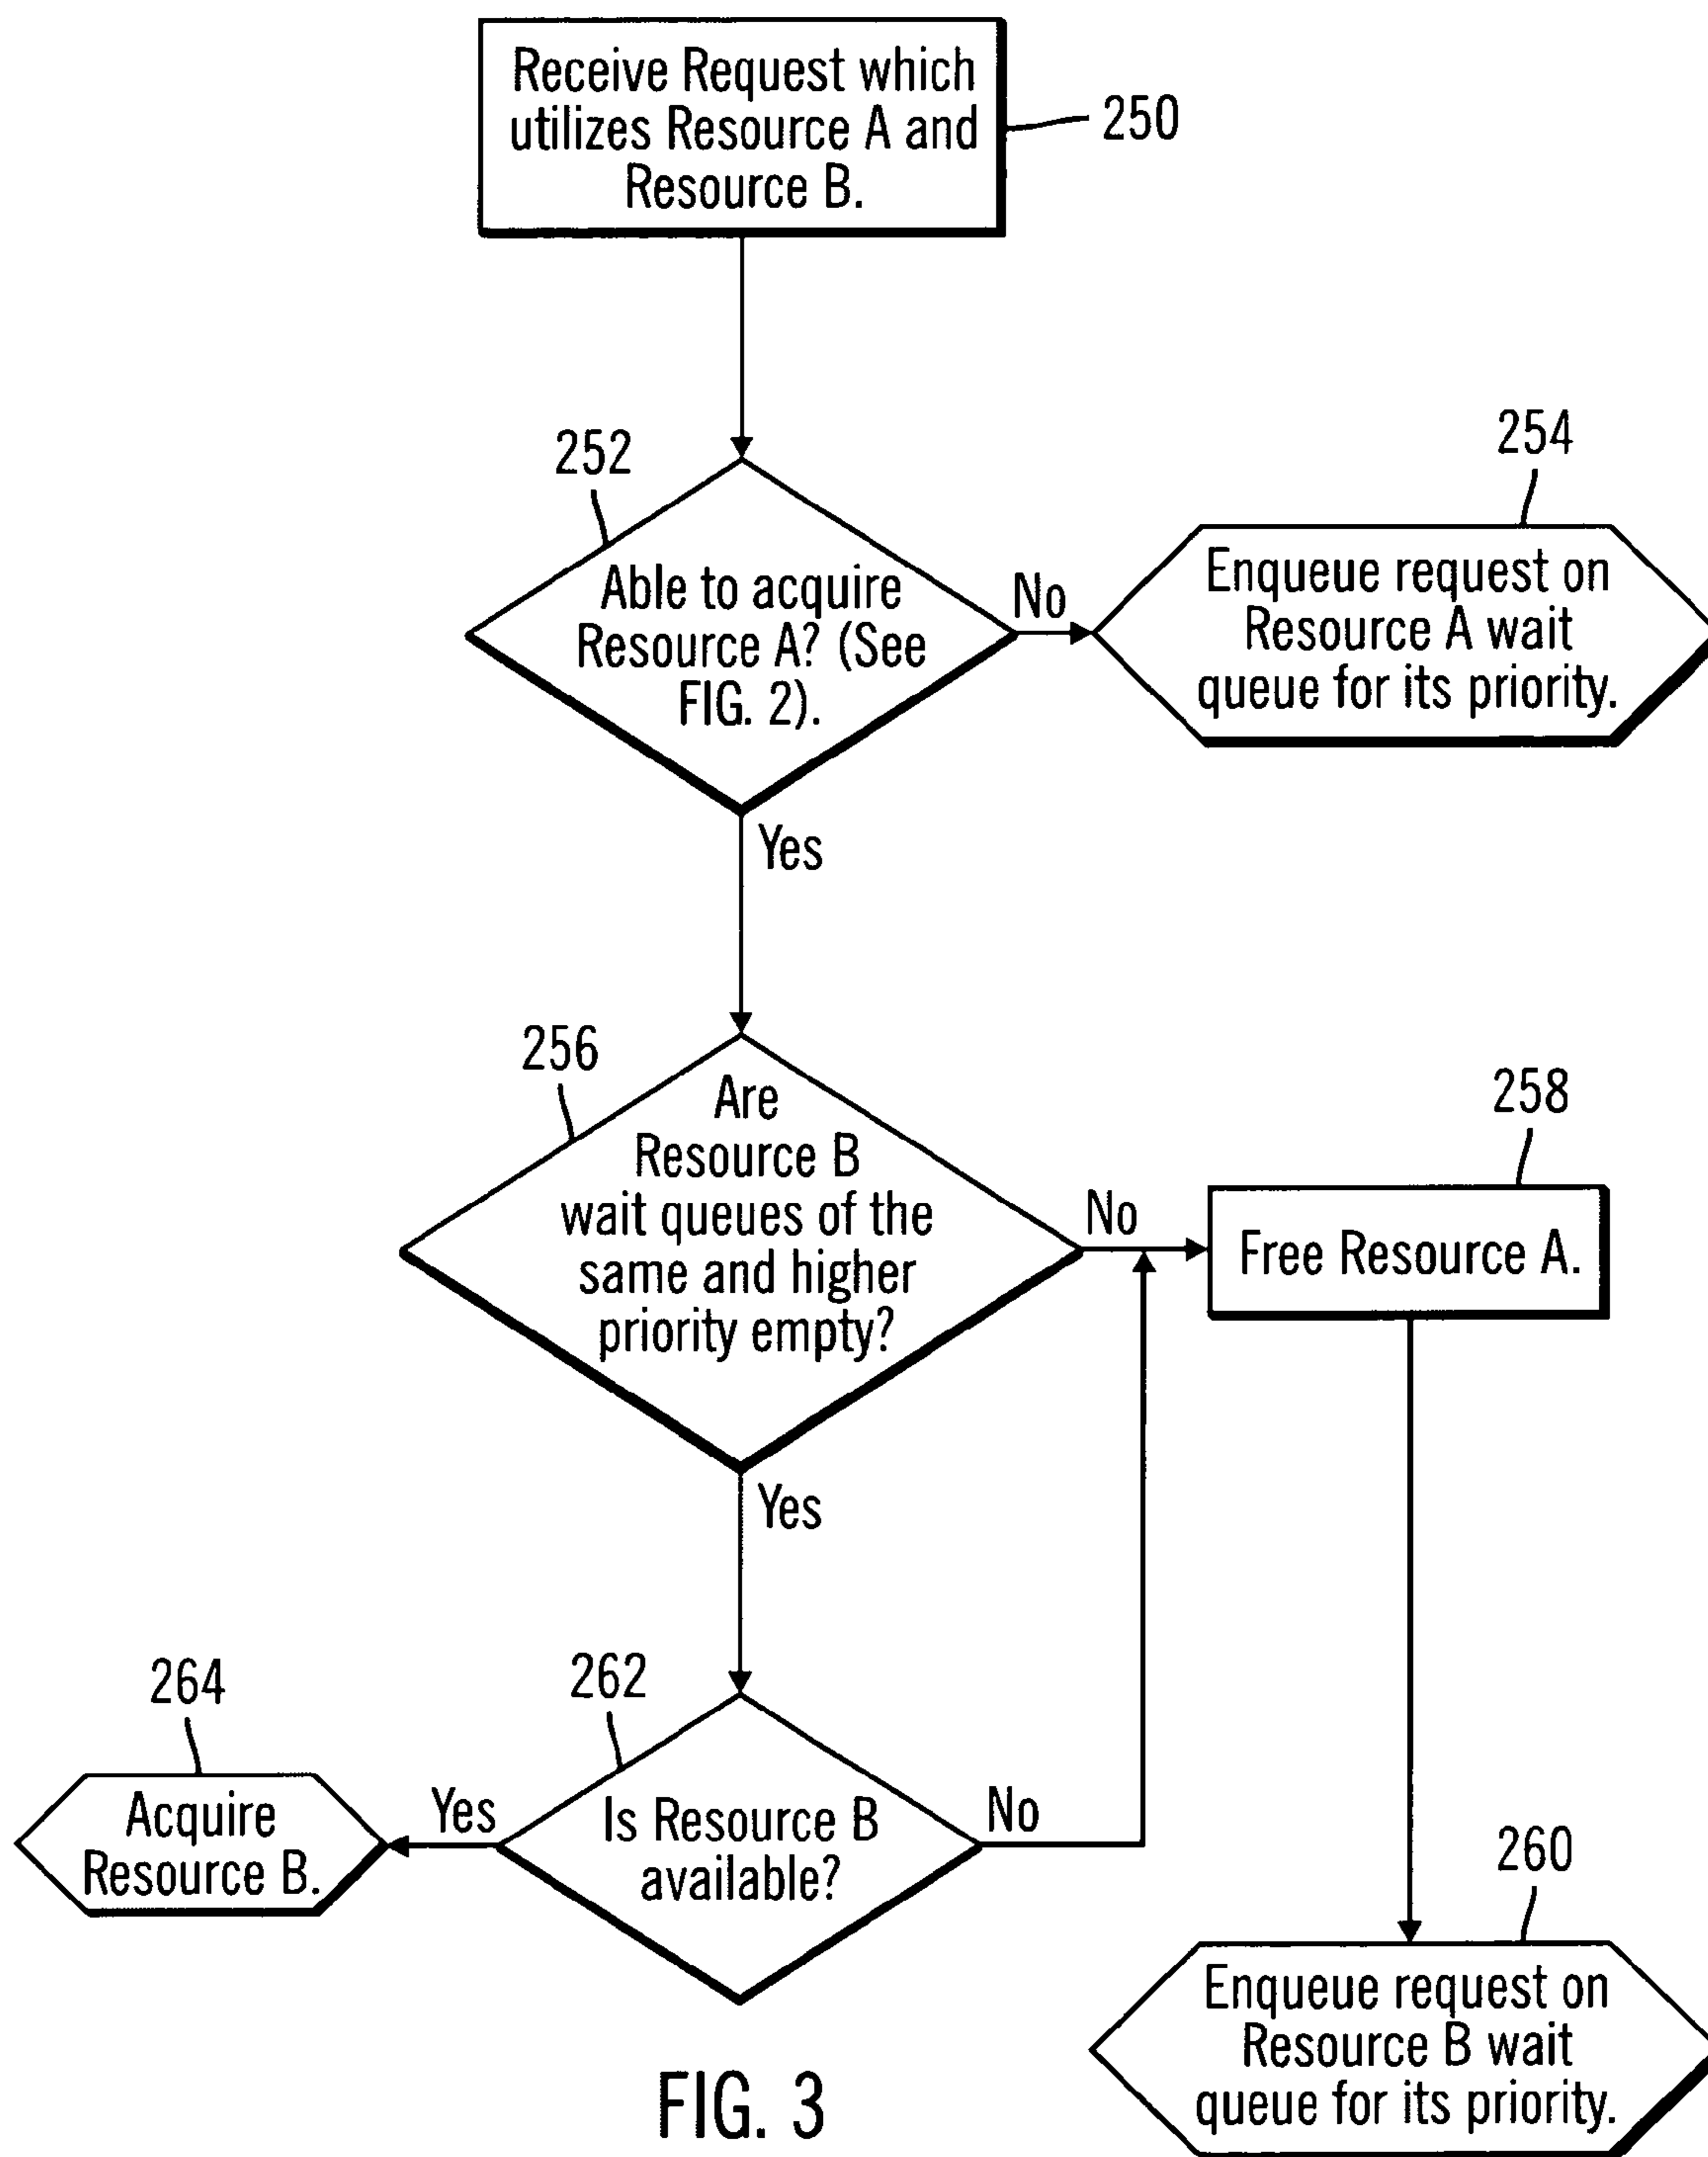 Receive Request which
utilizes Resource A and
Resource B.
250
252
Able to acquire
Resource A? (See
FIG. 2).
No
254
Enqueue request on
Resource A wait
queue for its priority.
Yes
256
Are
Resource B
wait queues of the
same and higher
priority empty?
No
258
Free Resource A.
Yes
262
Is Resource B
available?
264
Yes
Acquire
Resource B.
No
260
Enqueue request on
Resource B wait
queue for its priority.
FIG. 3